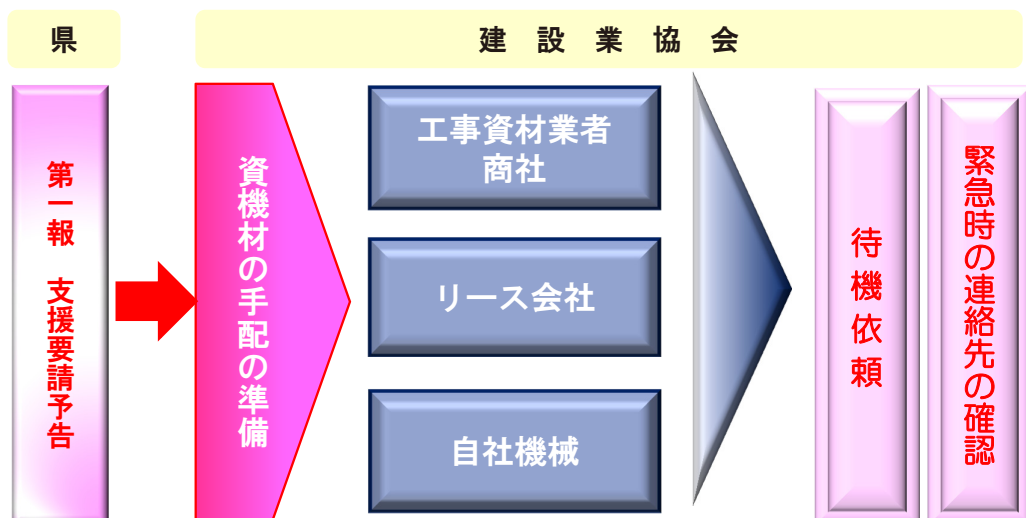 県
建設業協会
第一報　支援要請予告
資機材の手配の準備
工事資材業者
商社
リース会社
自社機械
待機依頼
緊急時の連絡先の確認